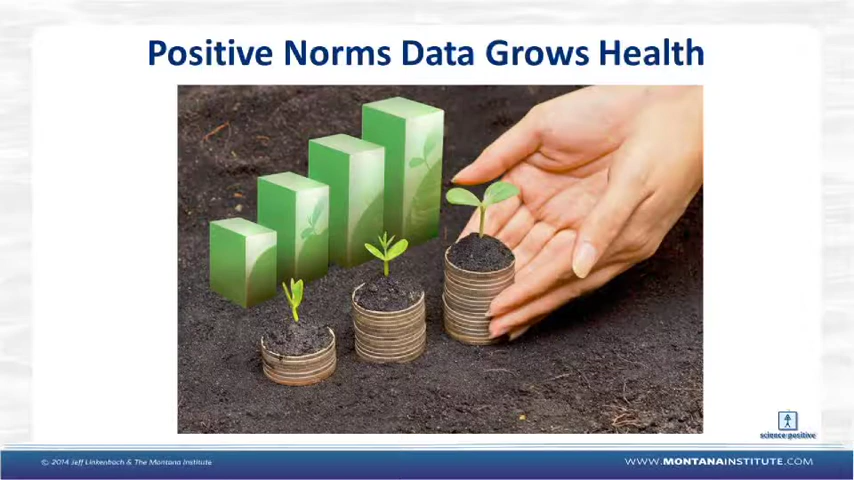 Positive Norms Data Grows Health
science positive
© 2014 Jeff Linkenbach & The Montana Institute
WWW.MONTANAINSTITUTE.COM